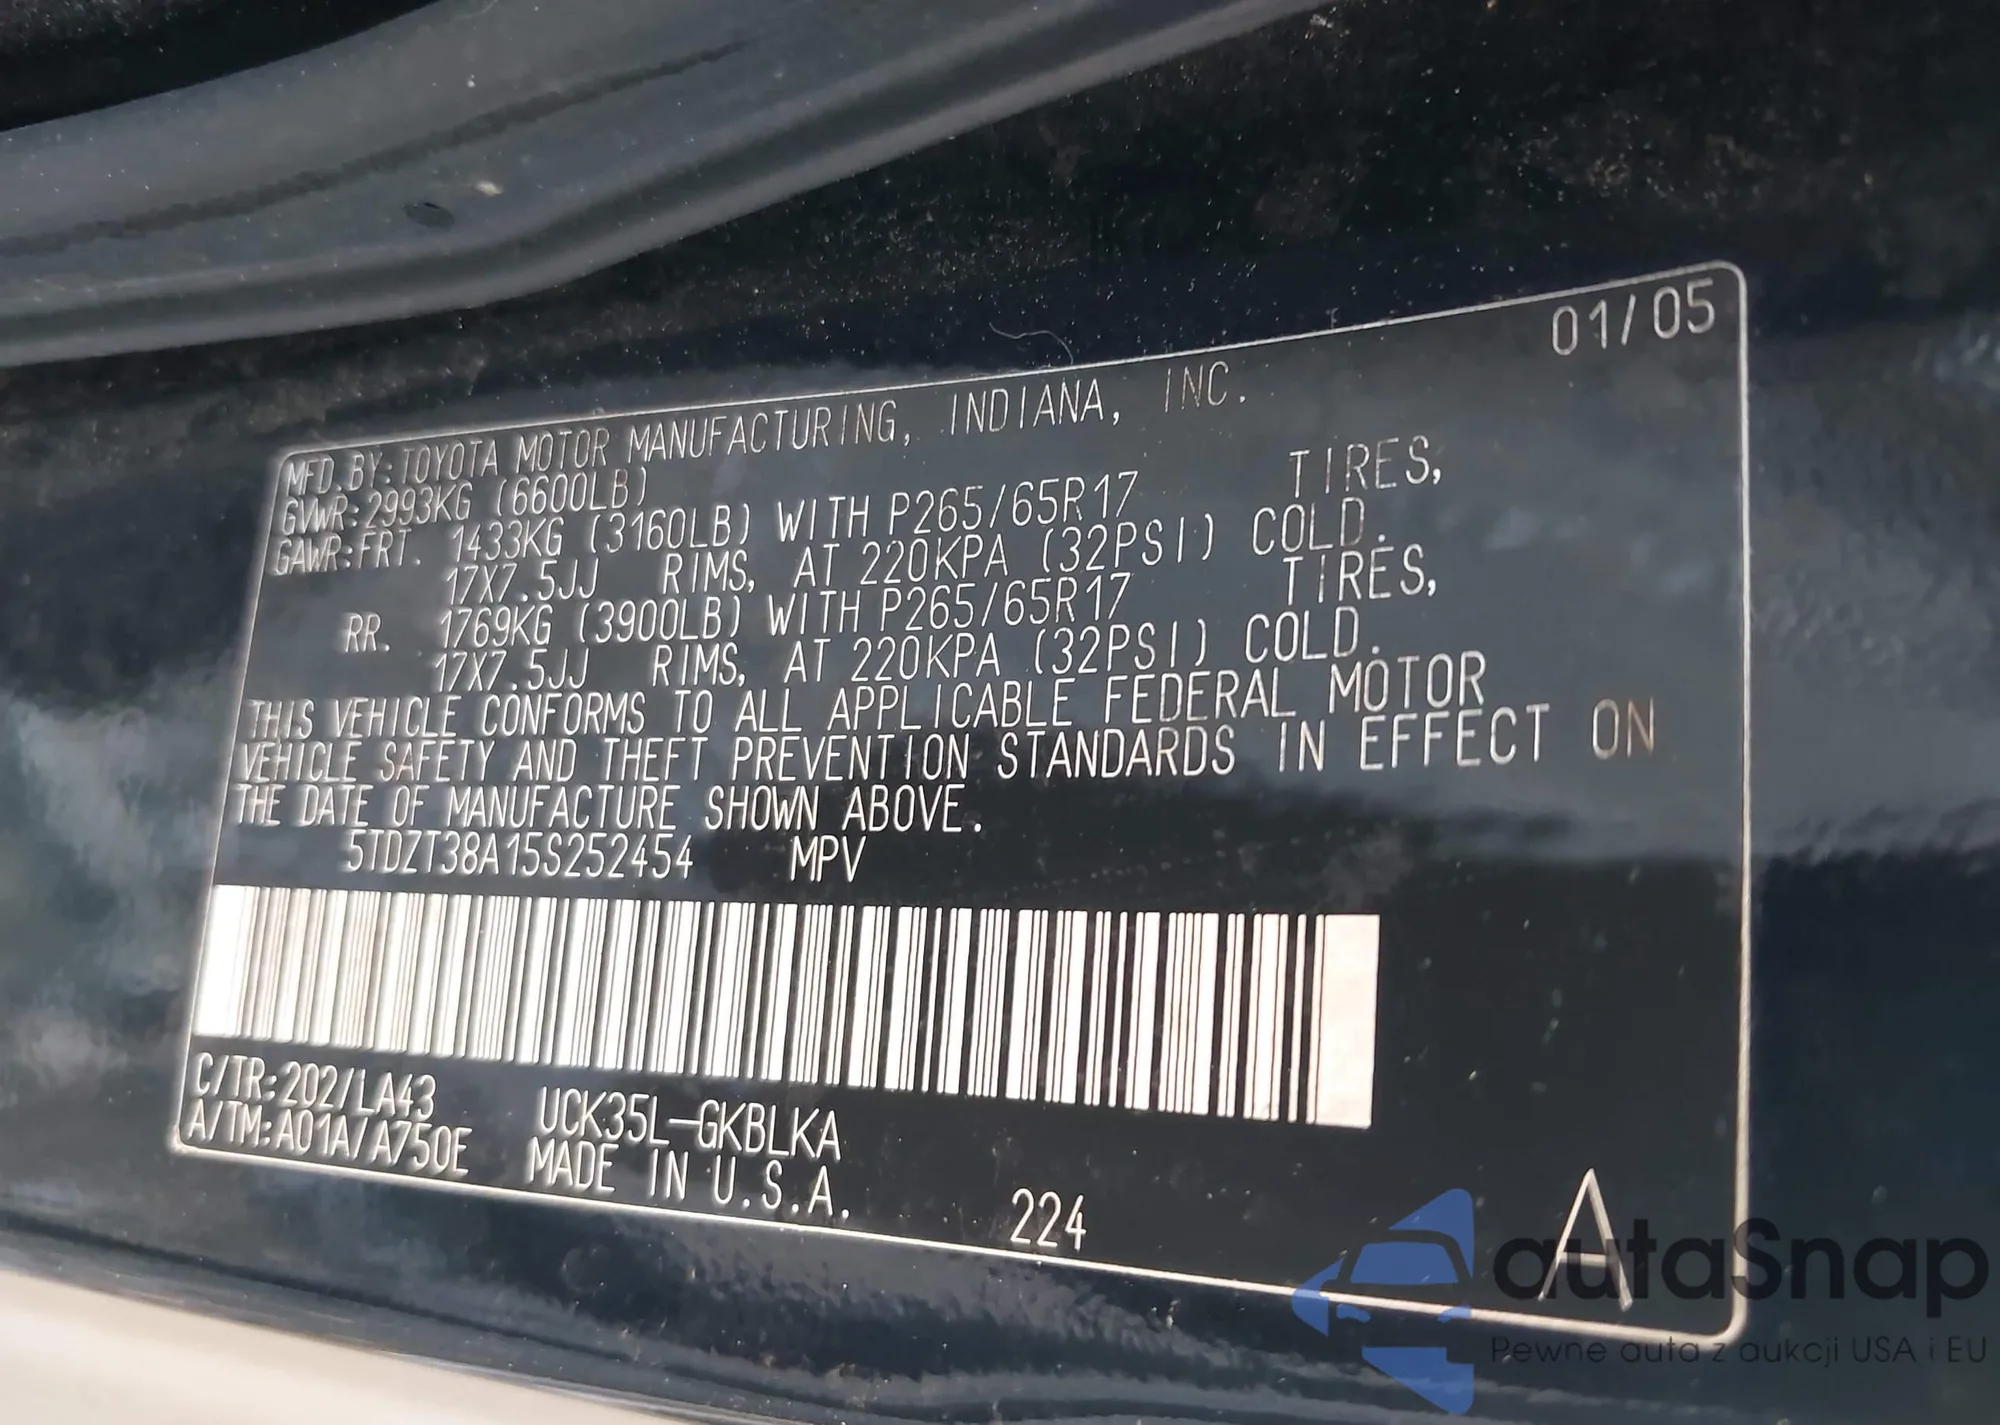 01/05
MFD.BY:TOYOTA MOTOR MANUFACTURING, INDIANA, INC.
GVWR:2993KG (6600LB)
GAWR:FRT. 1433KG (3160LB) WITH P265/65R17 TIRES,
17X7.5JJ RIMS, AT 220KPA (32PSI) COLD.
RR. 1769KG (3900LB) WITH P265/65R17 TIRES,
17X7.5JJ RIMS, AT 220KPA (32PSI) COLD.
THIS VEHICLE CONFORMS TO ALL APPLICABLE FEDERAL MOTOR
VEHICLE SAFETY AND THEFT PREVENTION STANDARDS IN EFFECT ON
THE DATE OF MANUFACTURE SHOWN ABOVE.
5TDZT38A15S252454 MPV
C/TR:202/LA43 UCK35L-GKBLKA
A/TM:A01A/A750E MADE IN U.S.A. 224 A
autaSnap
Pewne auta z aukcji USA i EU